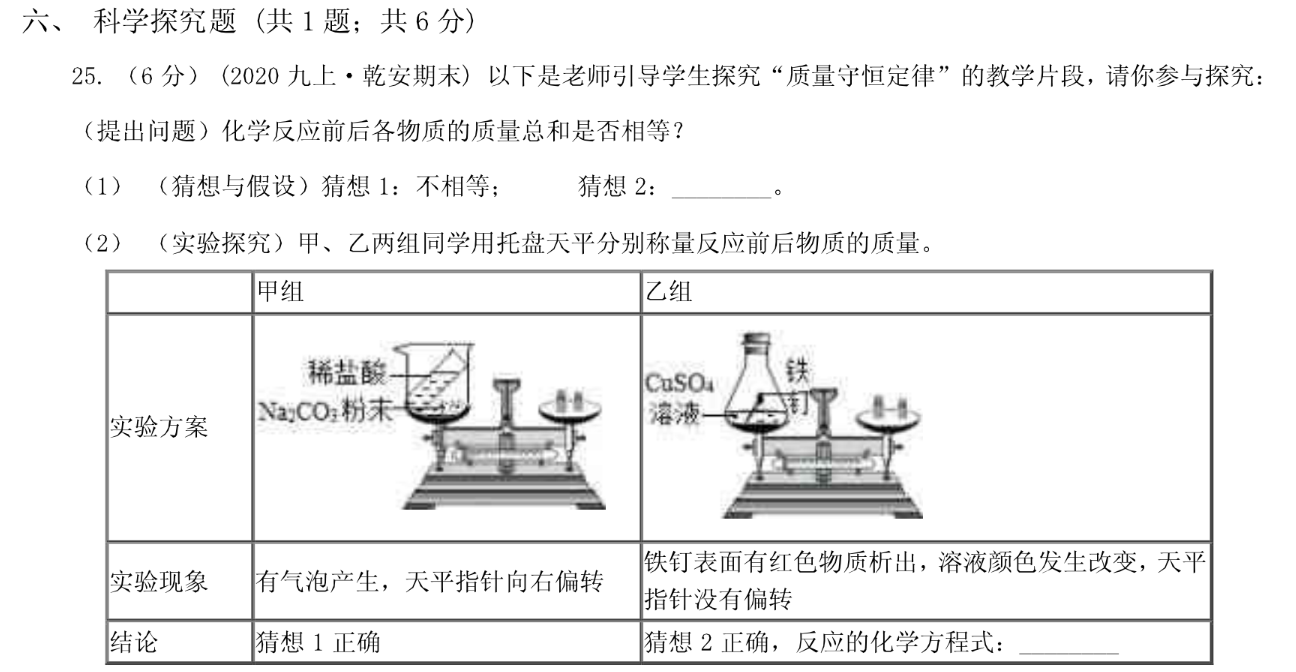 六、 科学探究题 (共 1 题；共 6 分)
25. （6 分） (2020 九上·乾安期末) 以下是老师引导学生探究“质量守恒定律”的教学片段，请你参与探究：
（提出问题）化学反应前后各物质的质量总和是否相等？
（1） （猜想与假设）猜想 1：不相等； 猜想 2：________。
（2） （实验探究）甲、乙两组同学用托盘天平分别称量反应前后物质的质量。
甲组 乙组
实验方案
稀盐酸
Na₂CO₃粉末
CuSO₄
溶液
铁
钉
实验现象
有气泡产生，天平指针向右偏转
铁钉表面有红色物质析出，溶液颜色发生改变，天平
指针没有偏转
结论
猜想 1 正确
猜想 2 正确，反应的化学方程式：________